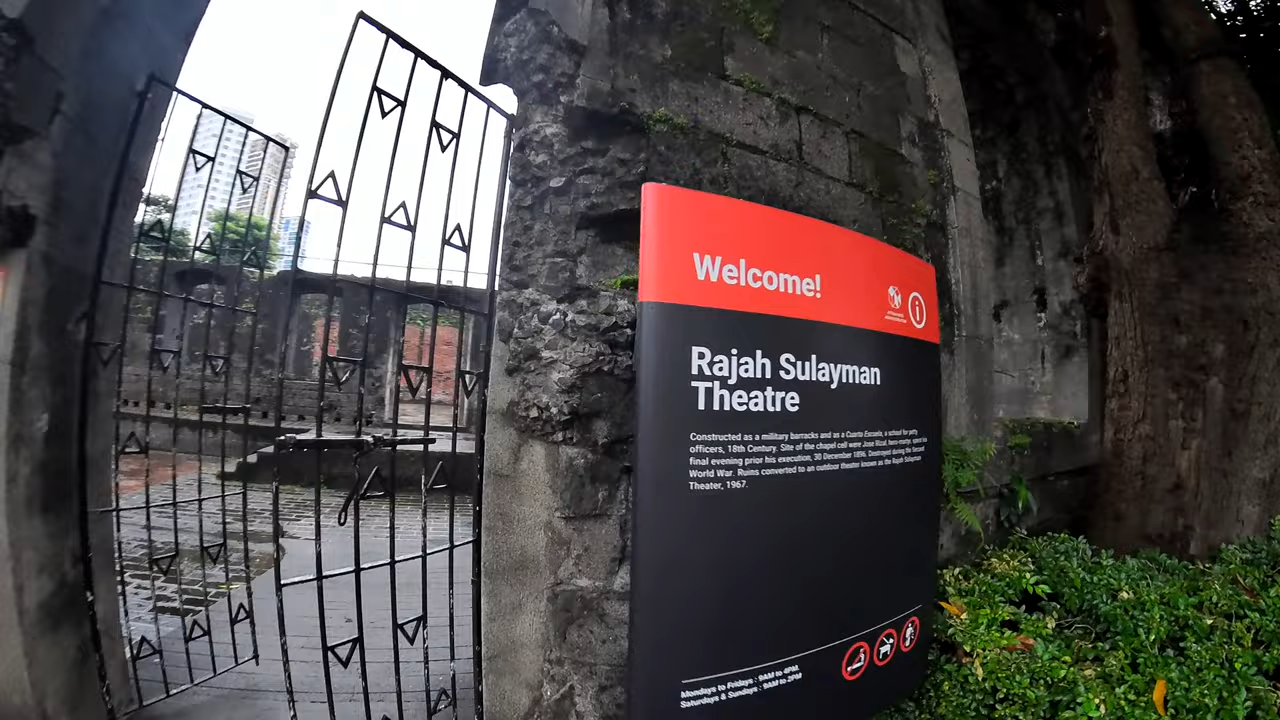 Welcome!
Rajah Sulayman
Theatre
Constructed as a military barracks and as a Cuarto Escuela, a school for petty
officers, 18th Century. Site of the chapel cell were Jose Rizal, hero-martyr, spent his
final evening prior his execution, 30 December 1896. Destroyed during the Second
World War. Ruins converted to an outdoor theater known as the Rajah Sulayman
Theater, 1967.
Mondays to Fridays : 9AM to 4PM
Saturdays & Sundays : 9AM to 2PM